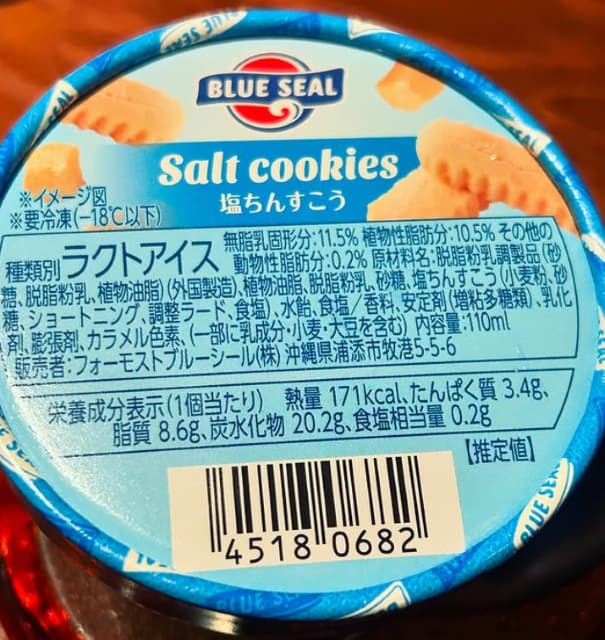 BLUE SEAL
Salt cookies
塩ちんすこう
※イメージ図
※要冷凍(-18℃以下)
種類別 ラクトアイス 無脂乳固形分:11.5% 植物性脂肪分:10.5% その他の
動物性脂肪分:0.2% 原材料名:脱脂粉乳調製品(砂
糖、脱脂粉乳、植物油脂)(外国製造)、植物油脂、脱脂粉乳、砂糖、塩ちんすこう(小麦粉、砂
糖、ショートニング、調整ラード、食塩)、水飴、食塩/香料、安定剤(増粘多糖類)、乳化
剤、膨張剤、カラメル色素、(一部に乳成分・小麦・大豆を含む) 内容量:110ml
販売者:フォーモストブルーシール(株) 沖縄県浦添市牧港5-5-6
栄養成分表示(1個当たり) 熱量 171kcal、たんぱく質 3.4g、
脂質 8.6g、炭水化物 20.2g、食塩相当量 0.2g
【推定値】
4518 0682
BLUE SEAL
BLUE SEAL